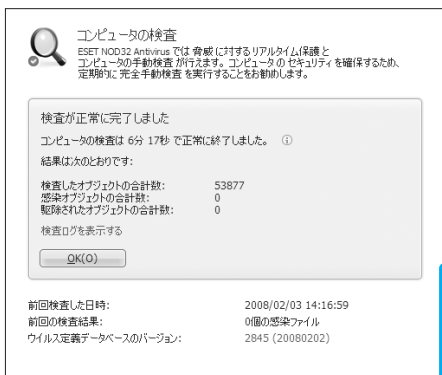 コンピュータの検査
ESET NOD32 Antivirus では 脅威 に対する リアルタイム保護 と
コンピュータの手動検査 が行えます。コンピュータ の セキュリティ を確保するため、
定期的に 完全手動検査 を実行することをお勧めします。
検査が正常に完了しました
コンピュータの検査は 6分 17秒 で正常に終了しました。
結果は次のとおりです:
検査したオブジェクトの合計数: 53877
感染オブジェクトの合計数: 0
駆除されたオブジェクトの合計数: 0
検査ログを表示する
OK(O)
前回検査した日時: 2008/02/03 14:16:59
前回の検査結果: 0個の感染ファイル
ウイルス定義データベースのバージョン: 2845 (20080202)